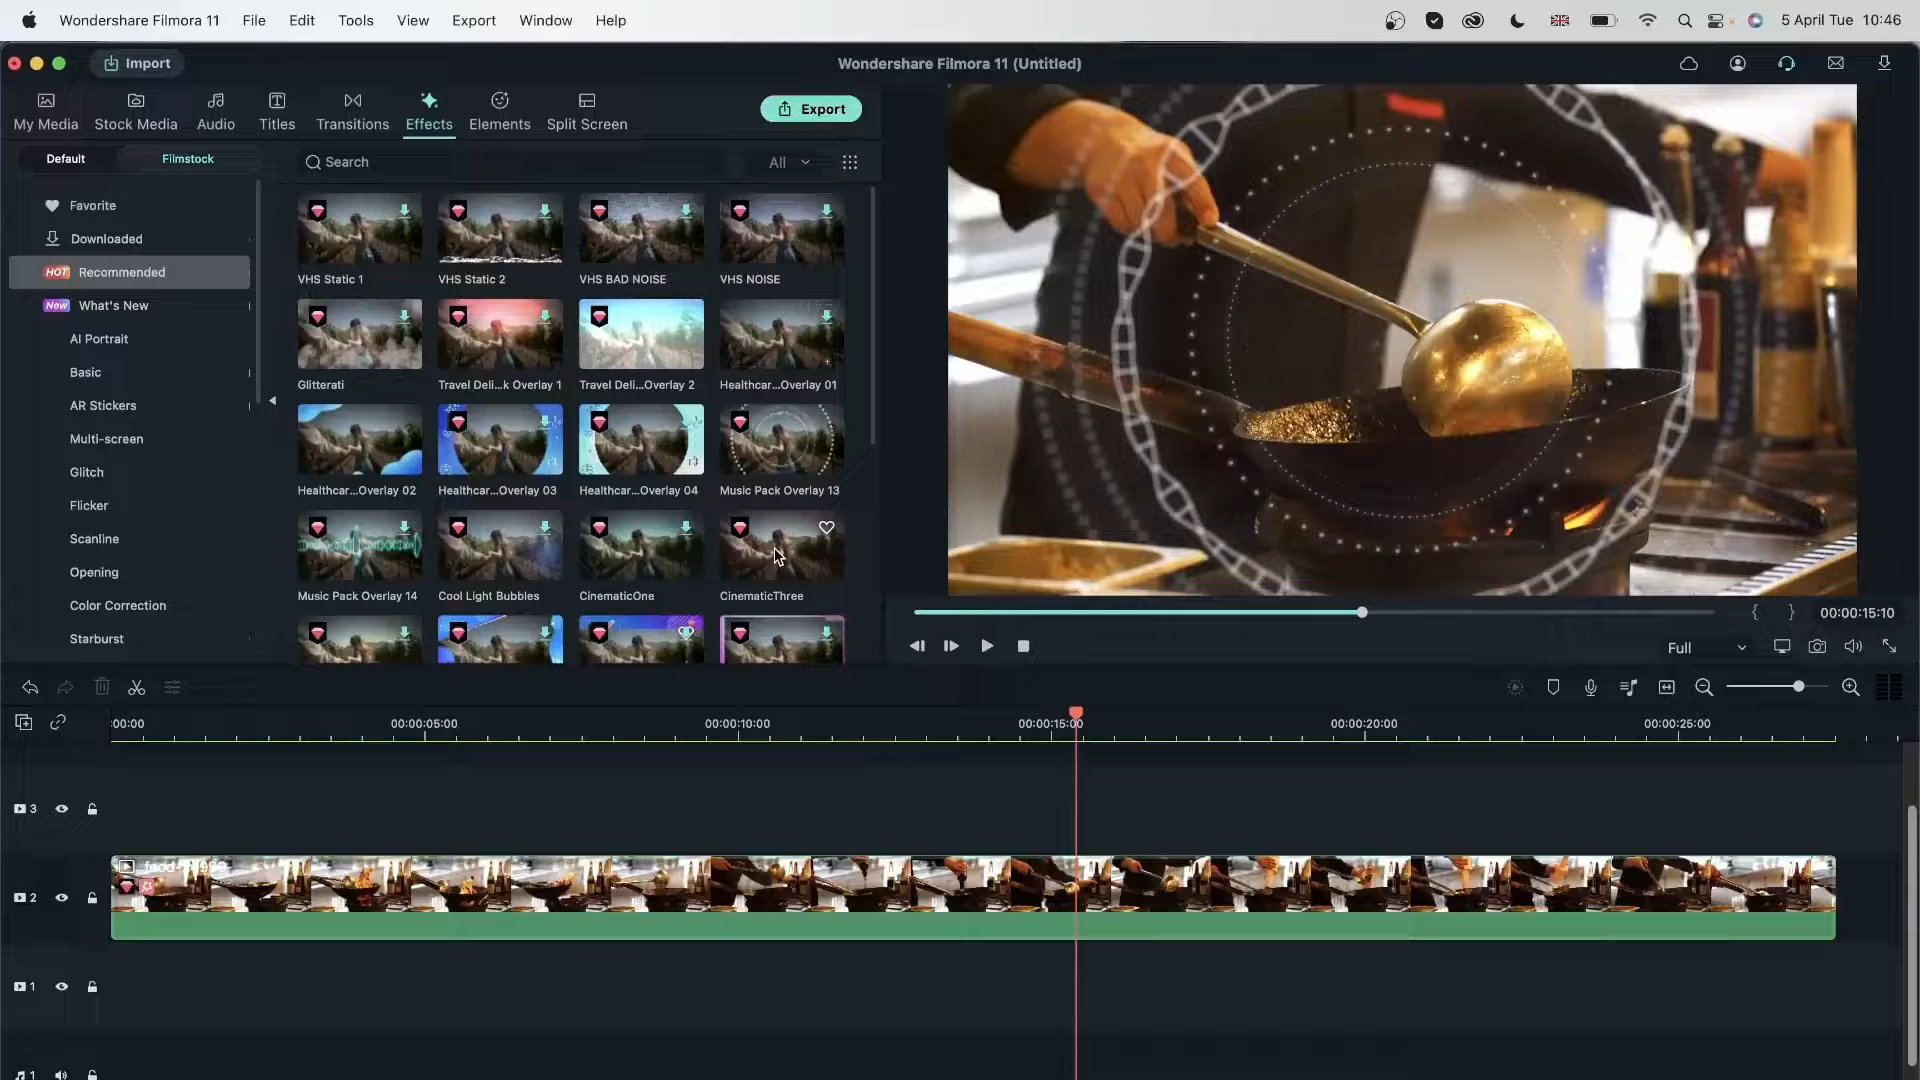 Wondershare Filmora 11 File Edit Tools View Export Window Help 5 April Tue 10:46
Import Wondershare Filmora 11 (Untitled)
My Media Stock Media Audio Titles Transitions Effects Elements Split Screen Export
Default Filmstock Search All
Favorite
Downloaded
HOT Recommended
New What's New
AI Portrait
Basic
AR Stickers
Multi-screen
Glitch
Flicker
Scanline
Opening
Color Correction
Starburst
VHS Static 1 VHS Static 2 VHS BAD NOISE VHS NOISE
Glitterati Travel Deli...k Overlay 1 Travel Deli...Overlay 2 Healthcar...Overlay 01
Healthcar...Overlay 02 Healthcar...Overlay 03 Healthcar...Overlay 04 Music Pack Overlay 13
Music Pack Overlay 14 Cool Light Bubbles CinematicOne CinematicThree
{ } 00:00:15:10
Full
:00:00 00:00:05:00 00:00:10:00 00:00:15:00 00:00:20:00 00:00:25:00
3
2
1
1